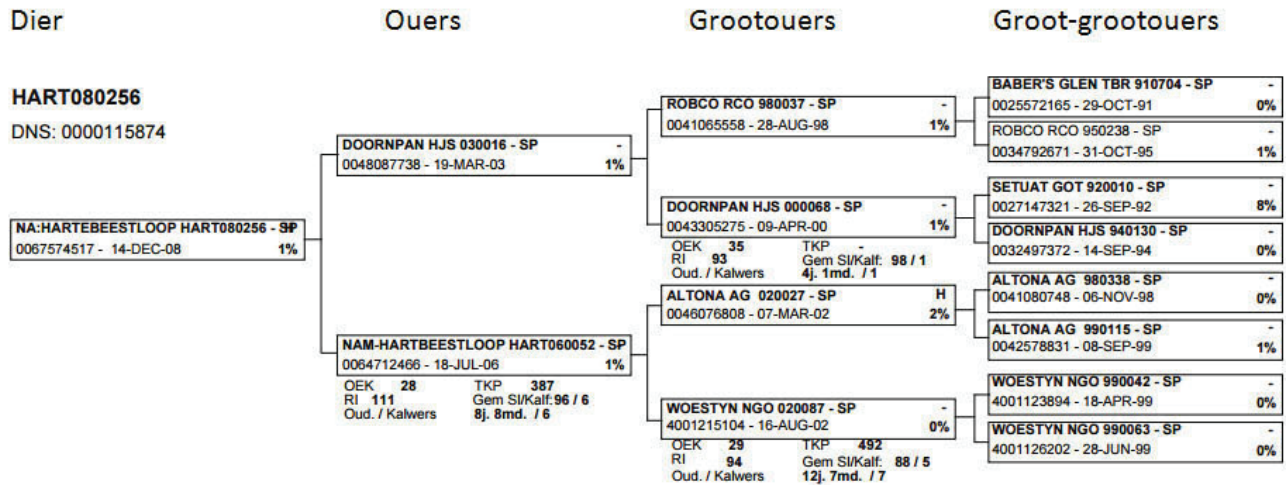 Dier
Ouers
Grootouers
Groot-grootouers
HART080256
DNS: 0000115874
NA:HARTEBEESTLOOP HART080256 - SP
0067574517 - 14-DEC-08 1%
DOORNPAN HJS 030016 - SP -
0048087738 - 19-MAR-03 1%
NAM-HARTBEESTLOOP HART060052 - SP
0064712466 - 18-JUL-06 1%
OEK 28 TKP 387
RI 111 Gem SI/Kalf: 96 / 6
Oud. / Kalwers 8j. 8md. / 6
ROBCO RCO 980037 - SP -
0041065558 - 28-AUG-98 1%
DOORNPAN HJS 000068 - SP -
0043305275 - 09-APR-00 1%
OEK 35 TKP -
RI 93 Gem SI/Kalf: 98 / 1
Oud. / Kalwers 4j. 1md. / 1
ALTONA AG 020027 - SP H
0046076808 - 07-MAR-02 2%
WOESTYN NGO 020087 - SP -
4001215104 - 16-AUG-02 0%
OEK 29 TKP 492
RI 94 Gem SI/Kalf: 88 / 5
Oud. / Kalwers 12j. 7md. / 7
BABER'S GLEN TBR 910704 - SP -
0025572165 - 29-OCT-91 0%
ROBCO RCO 950238 - SP -
0034792671 - 31-OCT-95 1%
SETUAT GOT 920010 - SP -
0027147321 - 26-SEP-92 8%
DOORNPAN HJS 940130 - SP -
0032497372 - 14-SEP-94 0%
ALTONA AG 980338 - SP -
0041080748 - 06-NOV-98 0%
ALTONA AG 990115 - SP -
0042578831 - 08-SEP-99 1%
WOESTYN NGO 990042 - SP -
4001123894 - 18-APR-99 0%
WOESTYN NGO 990063 - SP -
4001126202 - 28-JUN-99 0%